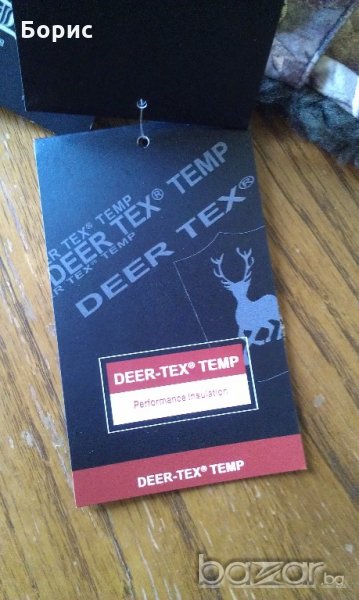 Борис
DEER TEX® TEMP
DEER TEX® TEMP
DEER TEX® TEMP
DEER TEX®
DEER-TEX® TEMP
Performance Insulation
DEER-TEX® TEMP
bazar.bg